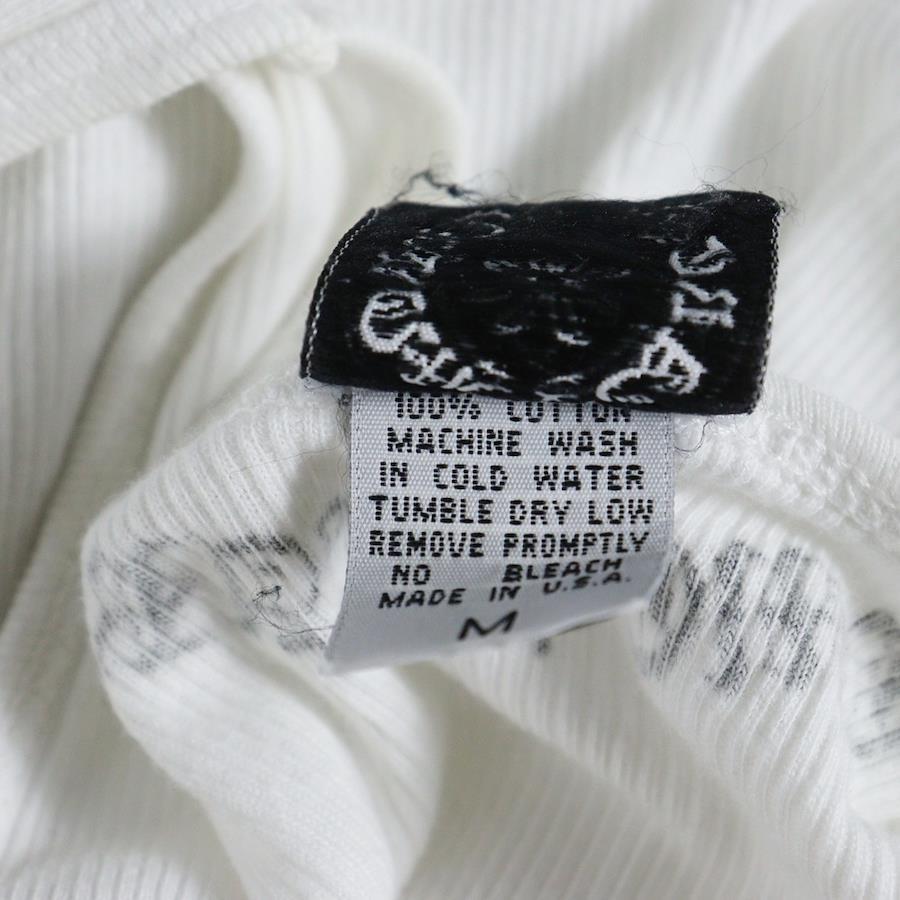 100% COTTON
MACHINE WASH
IN COLD WATER
TUMBLE DRY LOW
REMOVE PROMPTLY
NO BLEACH
MADE IN U.S.A.
M